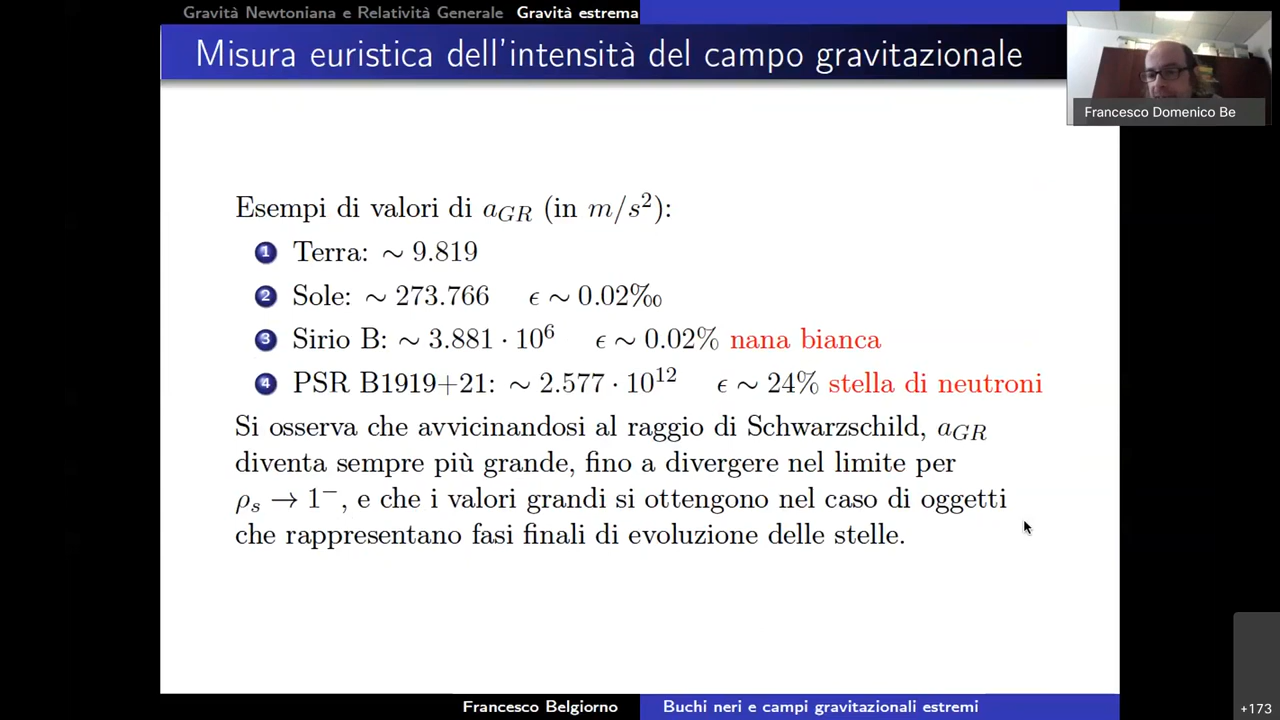 Gravità Newtoniana e Relatività Generale Gravità estrema
Misura euristica dell'intensità del campo gravitazionale
Francesco Domenico Be
Esempi di valori di a_GR (in m/s²):
1 Terra: ∼ 9.819
2 Sole: ∼ 273.766 ϵ ∼ 0.02‰
3 Sirio B: ∼ 3.881 · 10⁶ ϵ ∼ 0.02% nana bianca
4 PSR B1919+21: ∼ 2.577 · 10¹² ϵ ∼ 24% stella di neutroni
Si osserva che avvicinandosi al raggio di Schwarzschild, a_GR
diventa sempre più grande, fino a divergere nel limite per
ρ_s → 1⁻, e che i valori grandi si ottengono nel caso di oggetti
che rappresentano fasi finali di evoluzione delle stelle.
Francesco Belgiorno Buchi neri e campi gravitazionali estremi
+173